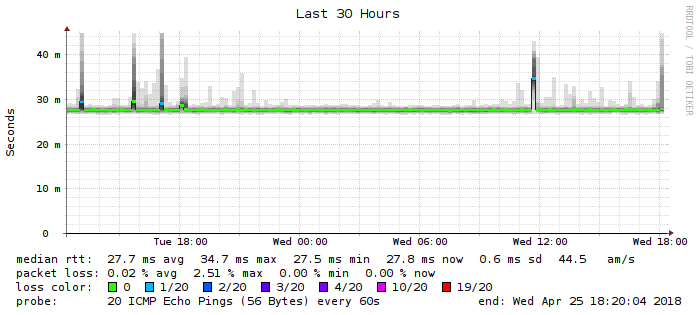 Last 30 Hours
RRDTOOL / TOBI OETIKER
Seconds
40 m
30 m
20 m
10 m
0
Tue 18:00 Wed 00:00 Wed 06:00 Wed 12:00 Wed 18:00
median rtt: 27.7 ms avg 34.7 ms max 27.5 ms min 27.8 ms now 0.6 ms sd 44.5 am/s
packet loss: 0.02 % avg 2.51 % max 0.00 % min 0.00 % now
loss color: 0 1/20 2/20 3/20 4/20 10/20 19/20
probe: 20 ICMP Echo Pings (56 Bytes) every 60s end: Wed Apr 25 18:20:04 2018